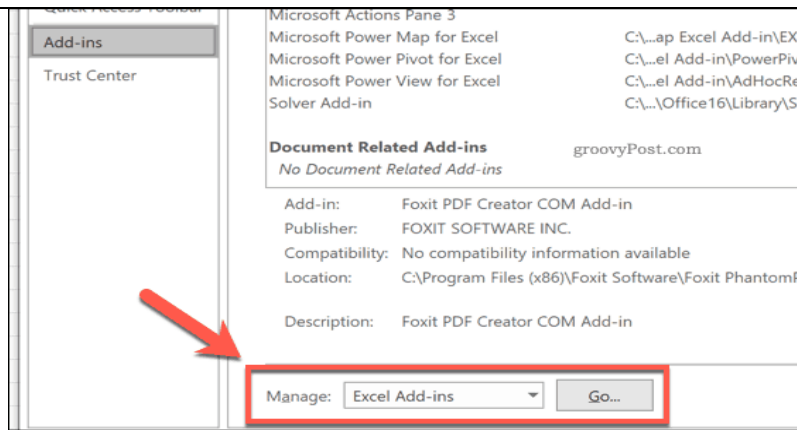 Quick Access Toolbar
Add-ins
Trust Center
Microsoft Actions Pane 3
Microsoft Power Map for Excel C:\...ap Excel Add-in\EX
Microsoft Power Pivot for Excel C:\...el Add-in\PowerPiv
Microsoft Power View for Excel C:\...el Add-in\AdHocRe
Solver Add-in C:\...\Office16\Library\S
Document Related Add-ins
groovyPost.com
No Document Related Add-ins
Add-in: Foxit PDF Creator COM Add-in
Publisher: FOXIT SOFTWARE INC.
Compatibility: No compatibility information available
Location: C:\Program Files (x86)\Foxit Software\Foxit PhantomP
Description: Foxit PDF Creator COM Add-in
Manage: Excel Add-ins Go...